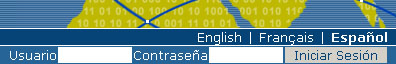 English | Français | Español
Usuario Contraseña Iniciar Sesión